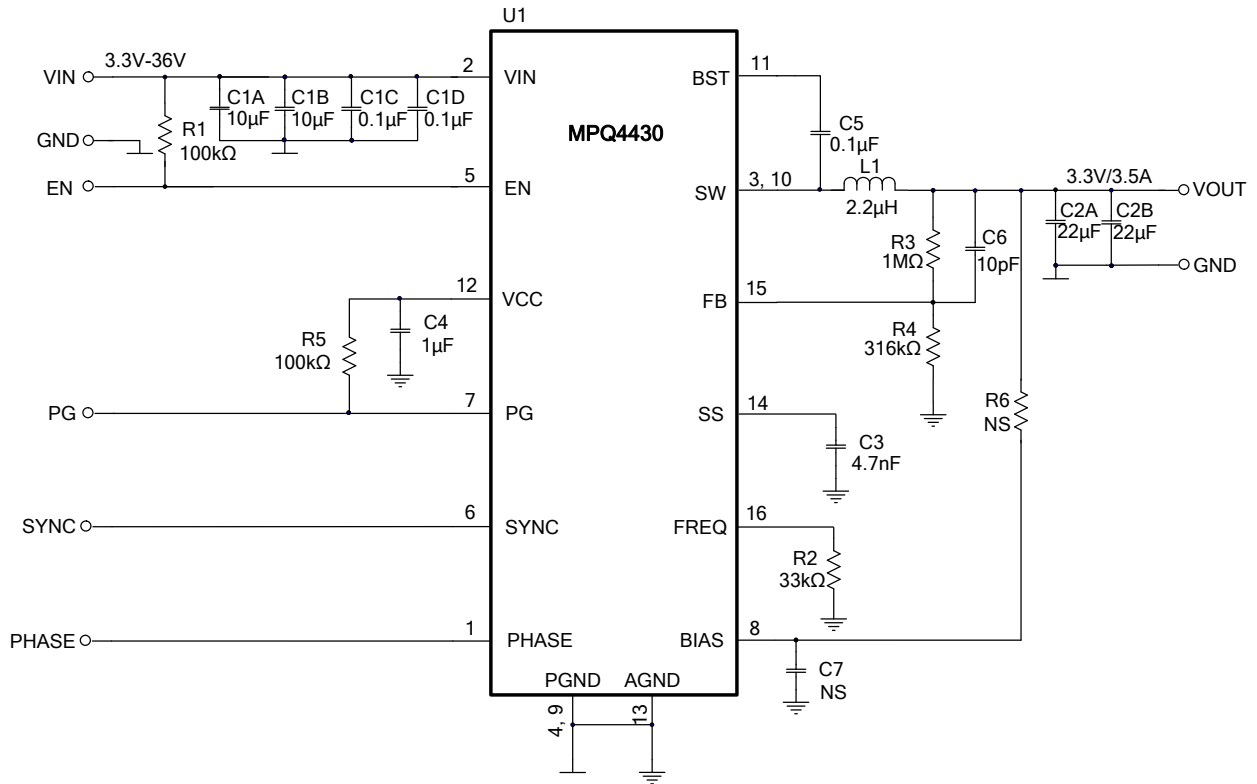 U1
MPQ4430
3.3V-36V
VIN
2
VIN
C1A
10µF
C1B
10µF
C1C
0.1µF
C1D
0.1µF
R1
100kΩ
GND
EN
5
EN
12
VCC
C4
1µF
R5
100kΩ
PG
7
PG
SYNC
6
SYNC
PHASE
1
PHASE
PGND
4, 9
AGND
13
BST
11
C5
0.1µF
SW
3, 10
L1
2.2µH
3.3V/3.5A
VOUT
C2A
22µF
C2B
22µF
GND
R3
1MΩ
C6
10pF
FB
15
R4
316kΩ
R6
NS
SS
14
C3
4.7nF
FREQ
16
R2
33kΩ
BIAS
8
C7
NS